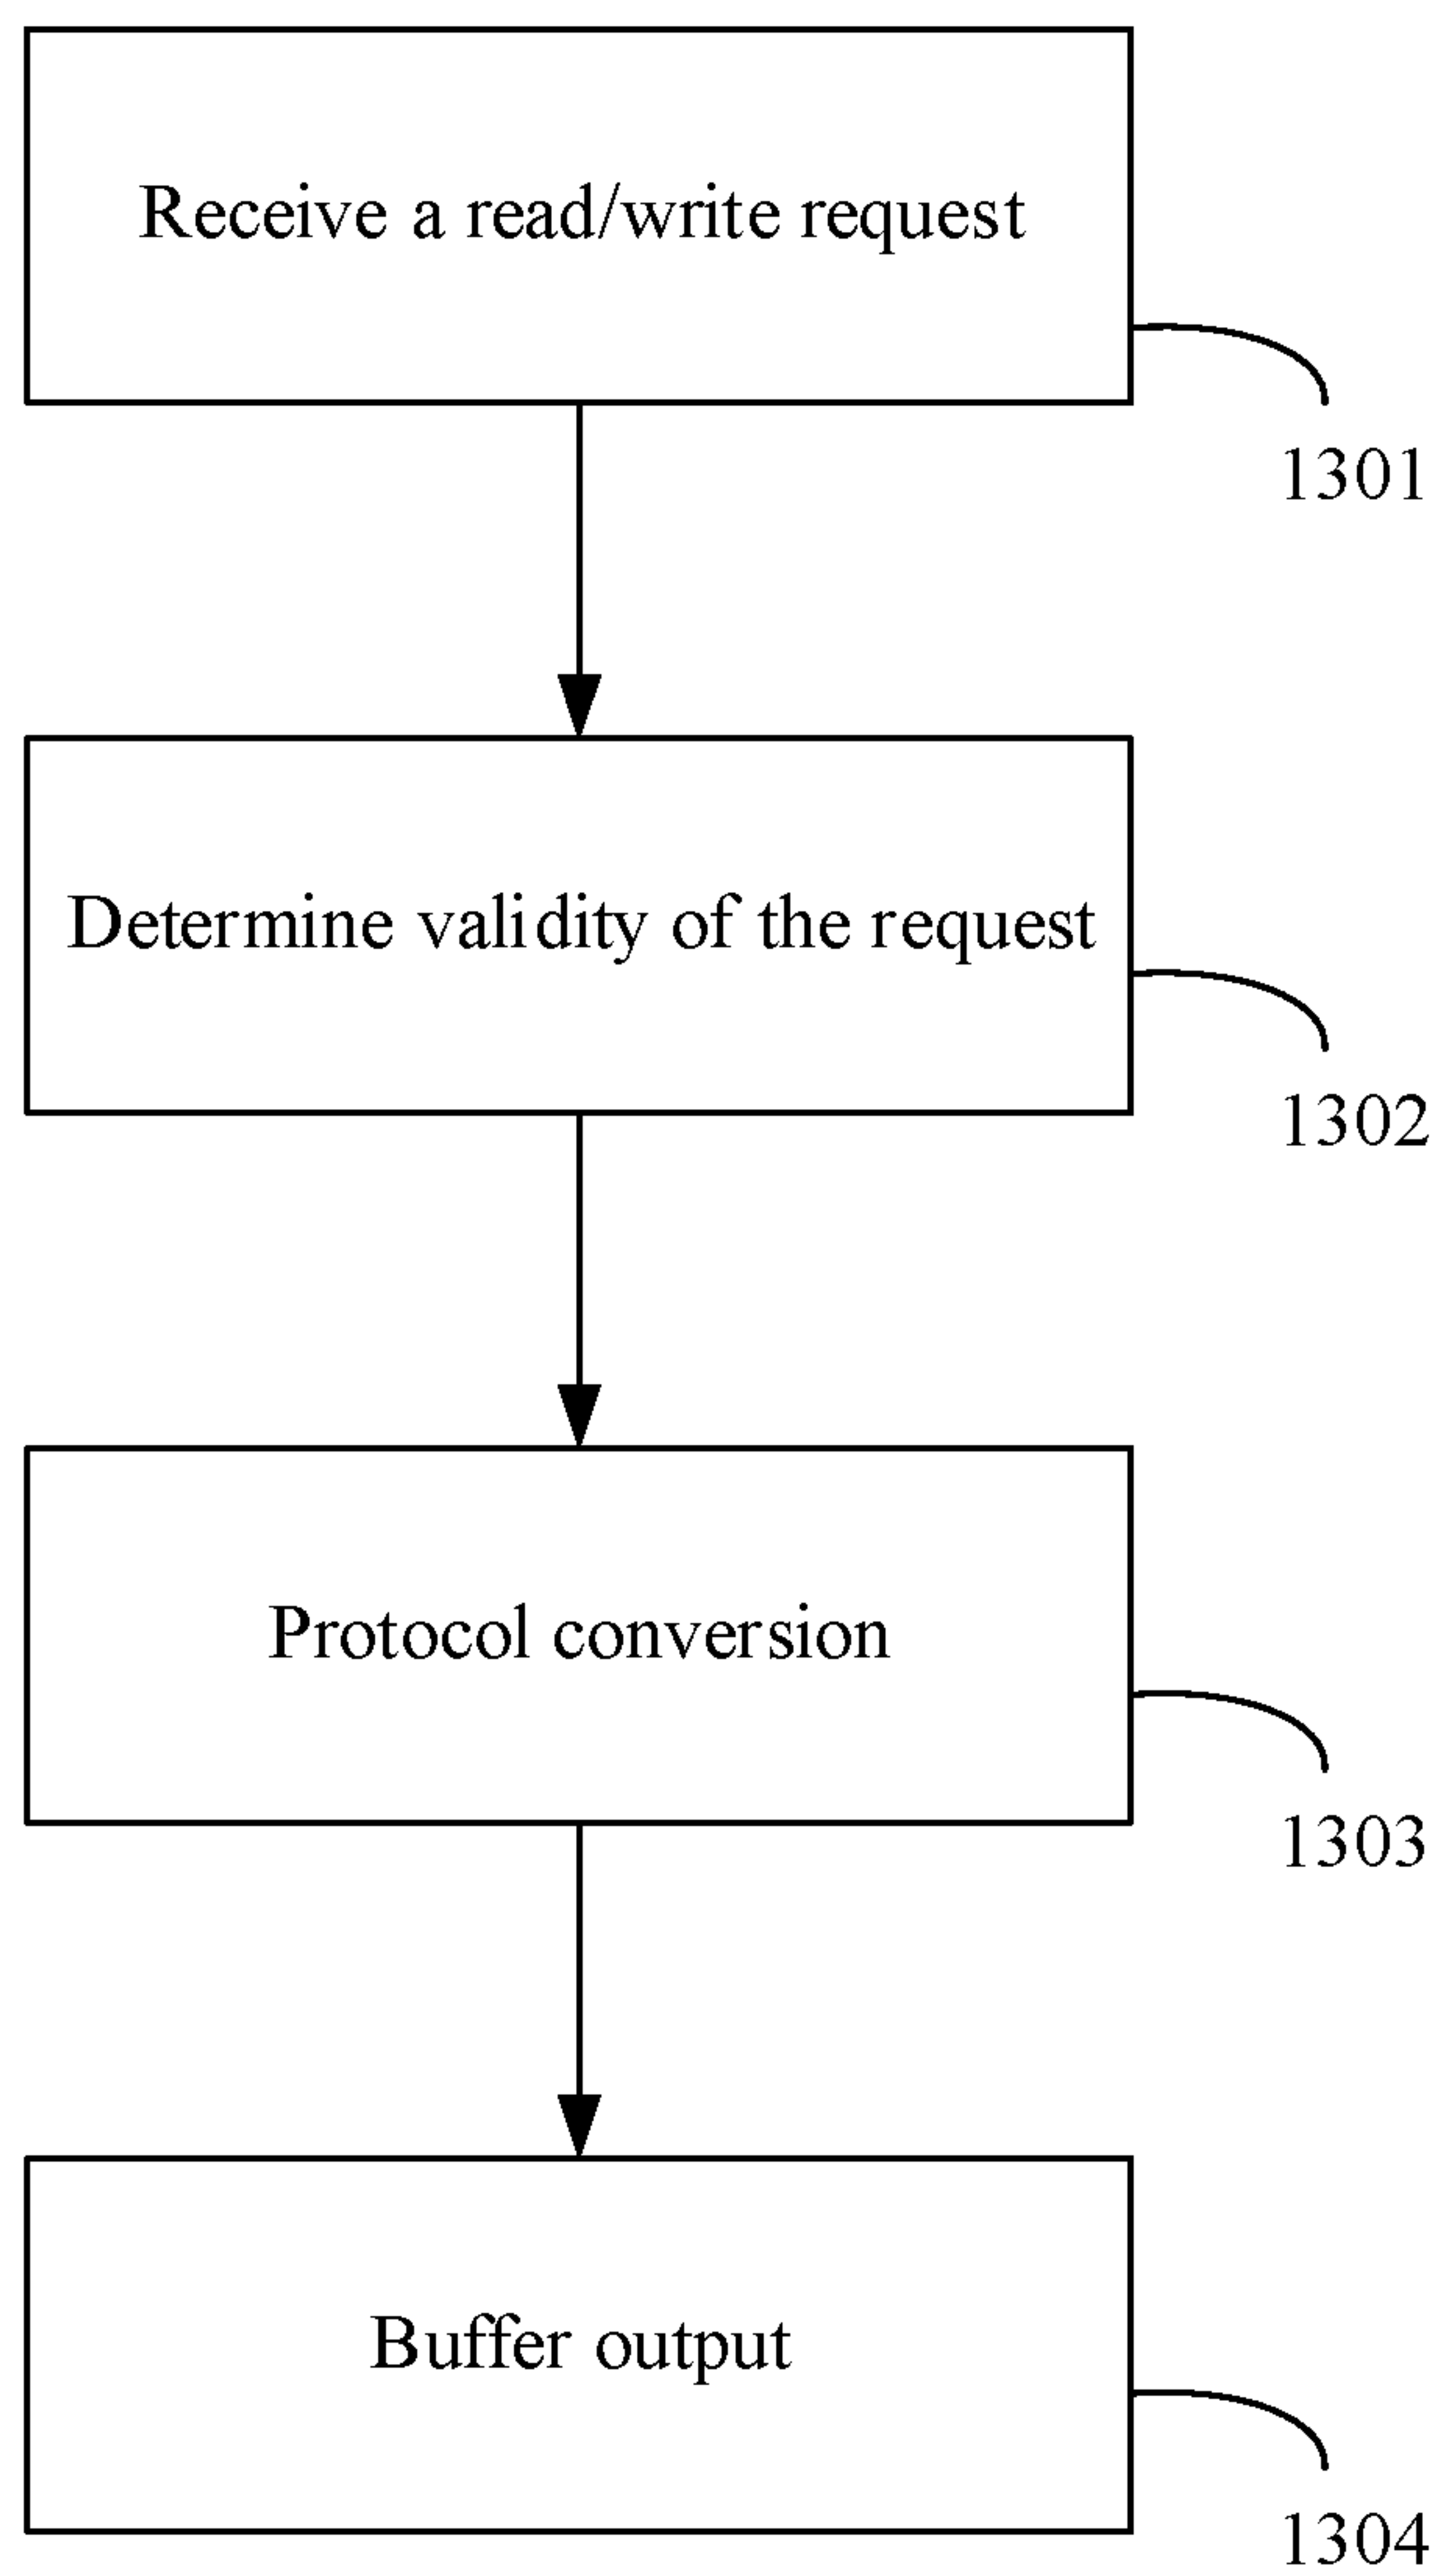 Receive a read/write request
1301
Determine validity of the request
1302
Protocol conversion
1303
Buffer output
1304